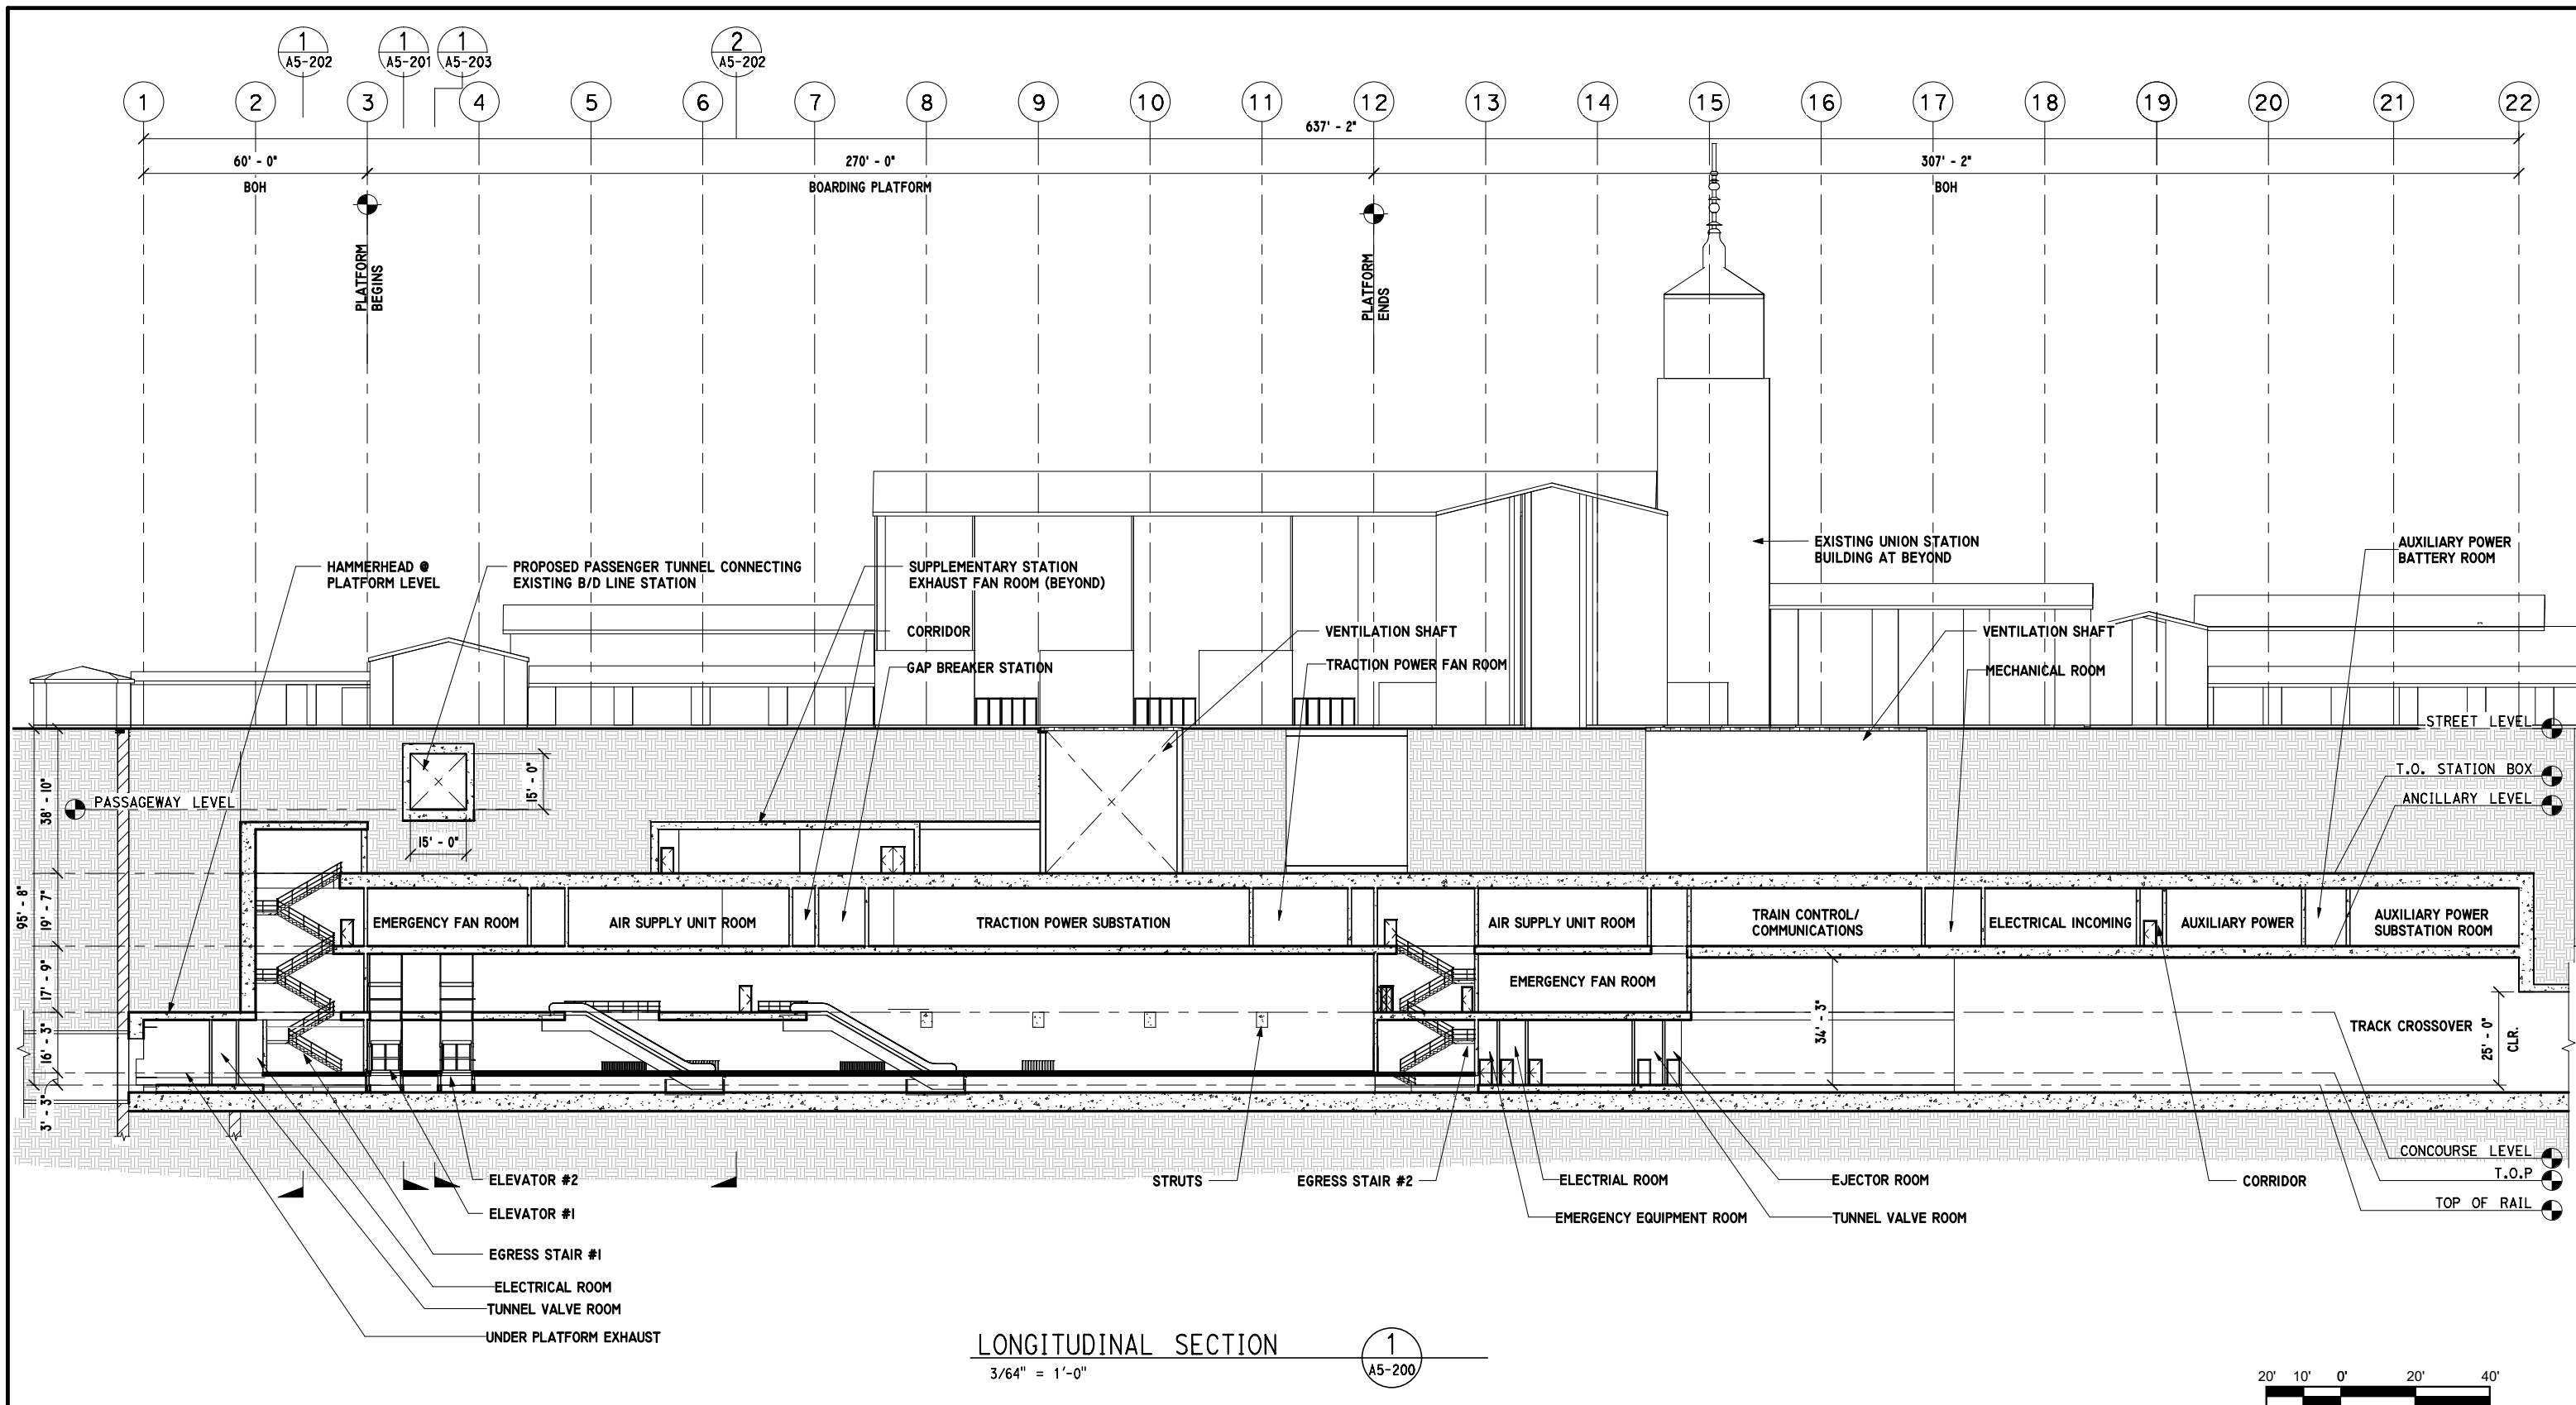 1
A5-202
1
A5-201
1
A5-203
2
A5-202
1 2 3 4 5 6 7 8 9 10 11 12 13 14 15 16 17 18 19 20 21 22
637' - 2"
60' - 0" 270' - 0" 307' - 2"
BOH BOARDING PLATFORM BOH
PLATFORM
BEGINS
PLATFORM
ENDS
HAMMERHEAD @
PLATFORM LEVEL
PROPOSED PASSENGER TUNNEL CONNECTING
EXISTING B/D LINE STATION
SUPPLEMENTARY STATION
EXHAUST FAN ROOM (BEYOND)
CORRIDOR
GAP BREAKER STATION
VENTILATION SHAFT
TRACTION POWER FAN ROOM
EXISTING UNION STATION
BUILDING AT BEYOND
VENTILATION SHAFT
MECHANICAL ROOM
AUXILIARY POWER
BATTERY ROOM
STREET LEVEL
T.O. STATION BOX
ANCILLARY LEVEL
PASSAGEWAY LEVEL
15' - 0"
15' - 0"
95' - 8"
38' - 10"
19' - 7"
17' - 9"
16' - 3"
3' - 3"
EMERGENCY FAN ROOM
AIR SUPPLY UNIT ROOM
TRACTION POWER SUBSTATION
AIR SUPPLY UNIT ROOM
TRAIN CONTROL/
COMMUNICATIONS
ELECTRICAL INCOMING
AUXILIARY POWER
AUXILIARY POWER
SUBSTATION ROOM
EMERGENCY FAN ROOM
34' - 3"
TRACK CROSSOVER
25' - 0"
CLR.
CONCOURSE LEVEL
T.O.P
TOP OF RAIL
ELEVATOR #2
ELEVATOR #1
EGRESS STAIR #1
ELECTRICAL ROOM
TUNNEL VALVE ROOM
UNDER PLATFORM EXHAUST
STRUTS
EGRESS STAIR #2
ELECTRIAL ROOM
EMERGENCY EQUIPMENT ROOM
EJECTOR ROOM
TUNNEL VALVE ROOM
CORRIDOR
LONGITUDINAL SECTION
3/64" = 1'-0"
1
A5-200
20' 10' 0' 20' 40'